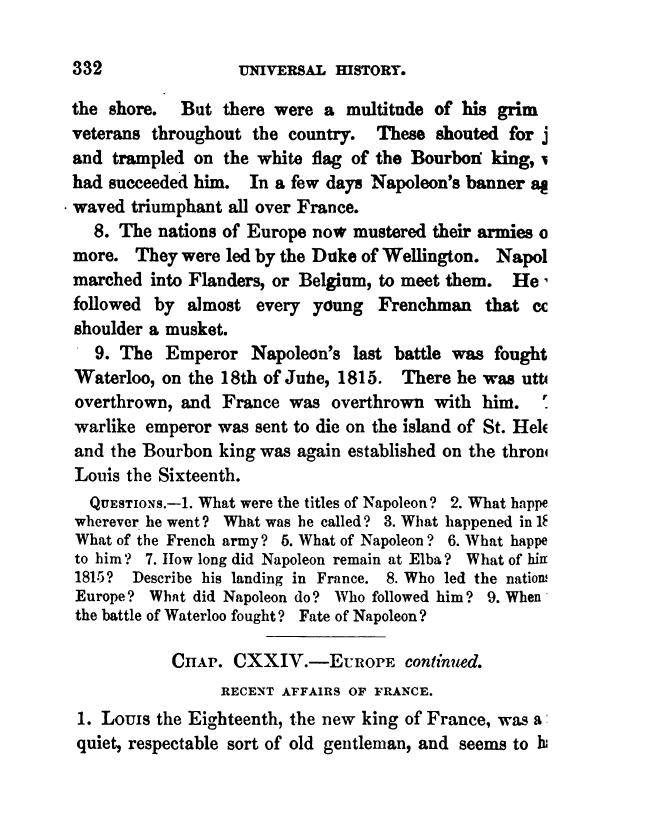 332 UNIVERSAL HISTORY.
the shore. But there were a multitude of his grim
veterans throughout the country. These shouted for j
and trampled on the white flag of the Bourbon king,
had succeeded him. In a few days Napoleon's banner ag
waved triumphant all over France.
8. The nations of Europe now mustered their armies o
more. They were led by the Duke of Wellington. Napol
marched into Flanders, or Belgium, to meet them. He
followed by almost every young Frenchman that cc
shoulder a musket.
9. The Emperor Napoleon's last battle was fought
Waterloo, on the 18th of June, 1815. There he was utt
overthrown, and France was overthrown with him.
warlike emperor was sent to die on the island of St. Hele
and the Bourbon king was again established on the thron
Louis the Sixteenth.
QUESTIONS.—1. What were the titles of Napoleon? 2. What happe
wherever he went? What was he called? 3. What happened in 18
What of the French army? 5. What of Napoleon? 6. What happe
to him? 7. How long did Napoleon remain at Elba? What of him
1815? Describe his landing in France. 8. Who led the nations
Europe? What did Napoleon do? Who followed him? 9. When
the battle of Waterloo fought? Fate of Napoleon?
CHAP. CXXIV.—EUROPE continued.
RECENT AFFAIRS OF FRANCE.
1. LOUIS the Eighteenth, the new king of France, was a
quiet, respectable sort of old gentleman, and seems to h